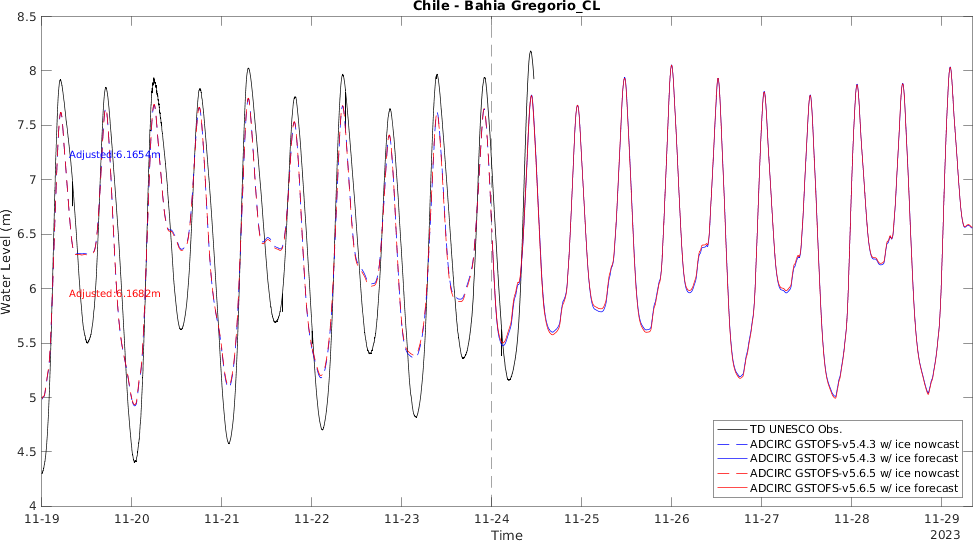 Chile - Bahia Gregorio_CL
8.5
8
7.5
7
6.5
6
5.5
5
4.5
4
Water Level (m)
Adjusted:6.1654m
Adjusted:6.1682m
TD UNESCO Obs.
ADCIRC GSTOFS-v5.4.3 w/ ice nowcast
ADCIRC GSTOFS-v5.4.3 w/ ice forecast
ADCIRC GSTOFS-v5.6.5 w/ ice nowcast
ADCIRC GSTOFS-v5.6.5 w/ ice forecast
11-19 11-20 11-21 11-22 11-23 11-24 11-25 11-26 11-27 11-28 11-29
2023
Time